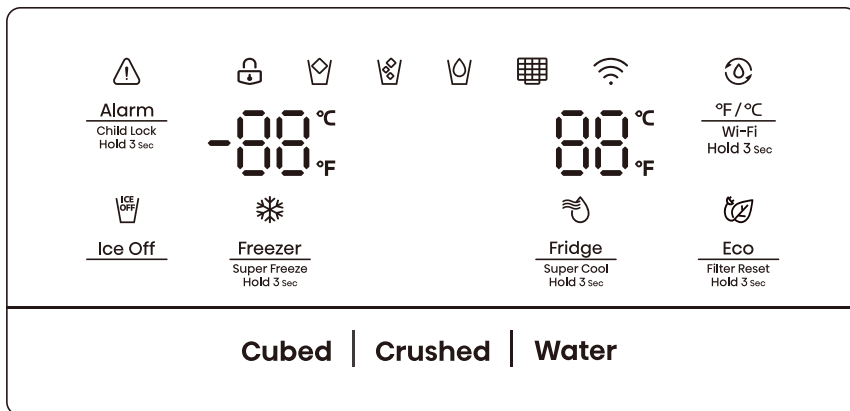 Alarm
Child Lock
Hold 3 Sec
-88 °C
°F
88 °C
°F
°F/°C
Wi-Fi
Hold 3 Sec
ICE
OFF
Ice Off
Freezer
Super Freeze
Hold 3 Sec
Fridge
Super Cool
Hold 3 Sec
Eco
Filter Reset
Hold 3 Sec
Cubed | Crushed | Water